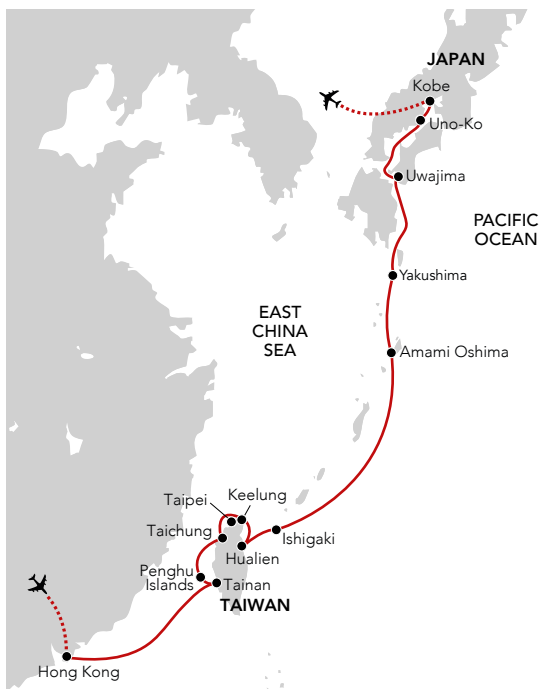 JAPAN
Kobe
Uno-Ko
Uwajima
PACIFIC
OCEAN
Yakushima
EAST
CHINA
SEA
Amami Oshima
Taipei
Keelung
Taichung
Ishigaki
Hualien
Penghu
Islands
Tainan
TAIWAN
Hong Kong